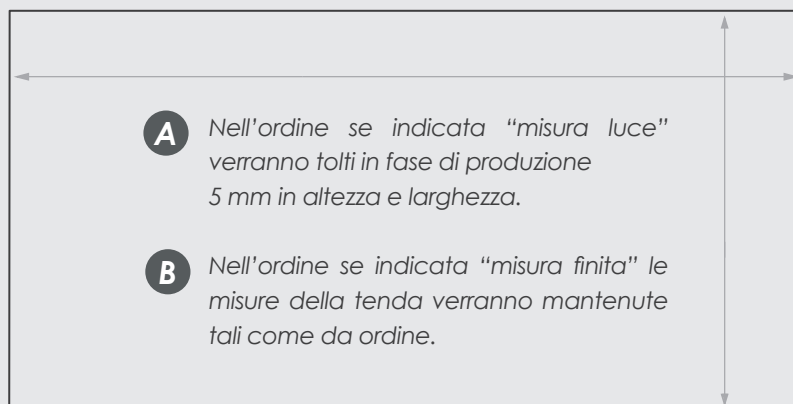 A Nell’ordine se indicata “misura luce”
verranno tolti in fase di produzione
5 mm in altezza e larghezza.
B Nell’ordine se indicata “misura finita” le
misure della tenda verranno mantenute
tali come da ordine.